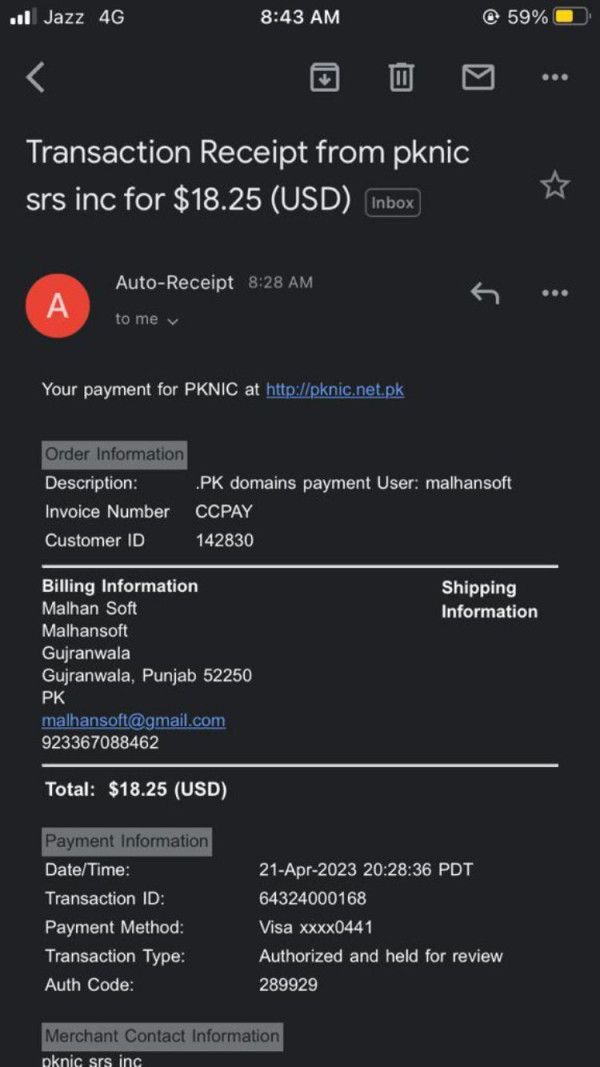 Jazz 4G 8:43 AM 59%
Transaction Receipt from pknic
srs inc for $18.25 (USD) Inbox
A
Auto-Receipt 8:28 AM
to me
Your payment for PKNIC at http://pknic.net.pk
Order Information
Description: .PK domains payment User: malhansoft
Invoice Number CCPAY
Customer ID 142830
Billing Information Shipping
Information
Malhan Soft
Malhansoft
Gujranwala
Gujranwala, Punjab 52250
PK
malhansoft@gmail.com
923367088462
Total: $18.25 (USD)
Payment Information
Date/Time: 21-Apr-2023 20:28:36 PDT
Transaction ID: 64324000168
Payment Method: Visa xxxx0441
Transaction Type: Authorized and held for review
Auth Code: 289929
Merchant Contact Information
pknic srs inc